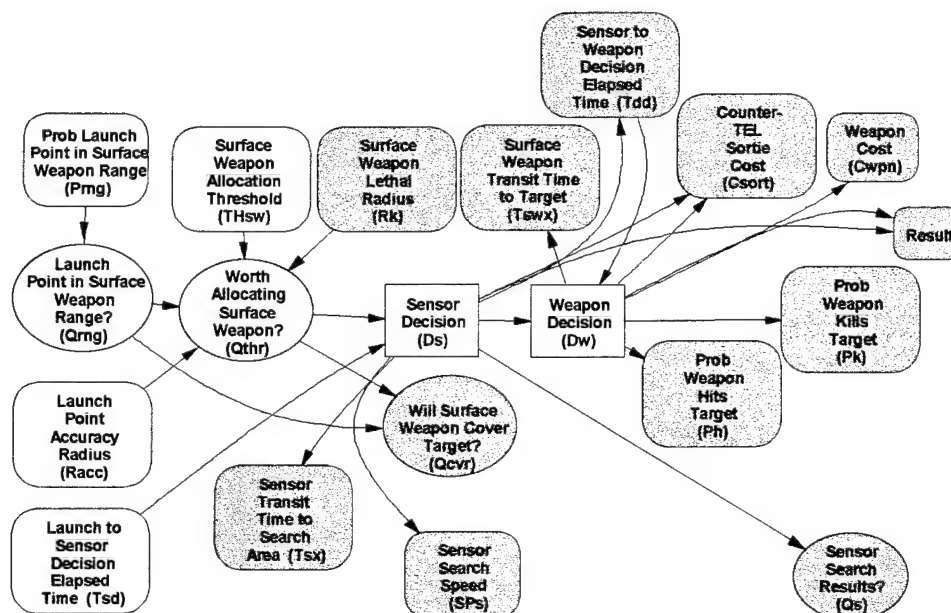 Sensor to
Weapon
Decision
Elapsed
Time (Tdd)
Counter-
TEL
Sortie
Cost
(Csort)
Weapon
Cost
(Cwpn)
Prob Launch
Point in Surface
Weapon Range
(Prng)
Surface
Weapon
Allocation
Threshold
(THsw)
Surface
Weapon
Lethal
Radius
(Rk)
Surface
Weapon
Transit Time
to Target
(Tswx)
Result
Launch
Point in Surface
Weapon
Range?
(Qrng)
Worth
Allocating
Surface
Weapon?
(Qthr)
Sensor
Decision
(Ds)
Weapon
Decision
(Dw)
Prob
Weapon
Kills
Target
(Pk)
Prob
Weapon
Hits
Target
(Ph)
Launch
Point
Accuracy
Radius
(Racc)
Will Surface
Weapon Cover
Target?
(Qcvr)
Sensor
Transit
Time to
Search
Area (Tsx)
Launch to
Sensor
Decision
Elapsed
Time (Tsd)
Sensor
Search
Speed
(SPs)
Sensor
Search
Results?
(Qs)